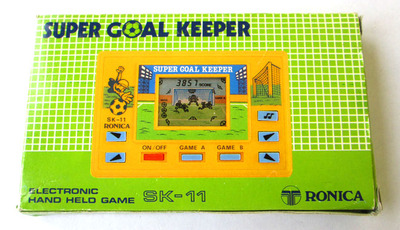 SUPER GOAL KEEPER
SUPER GOAL KEEPER
3857 SCORE
SK-11
RONICA
ON/OFF GAME A GAME B
ELECTRONIC
HAND HELD GAME SK-11
RONICA